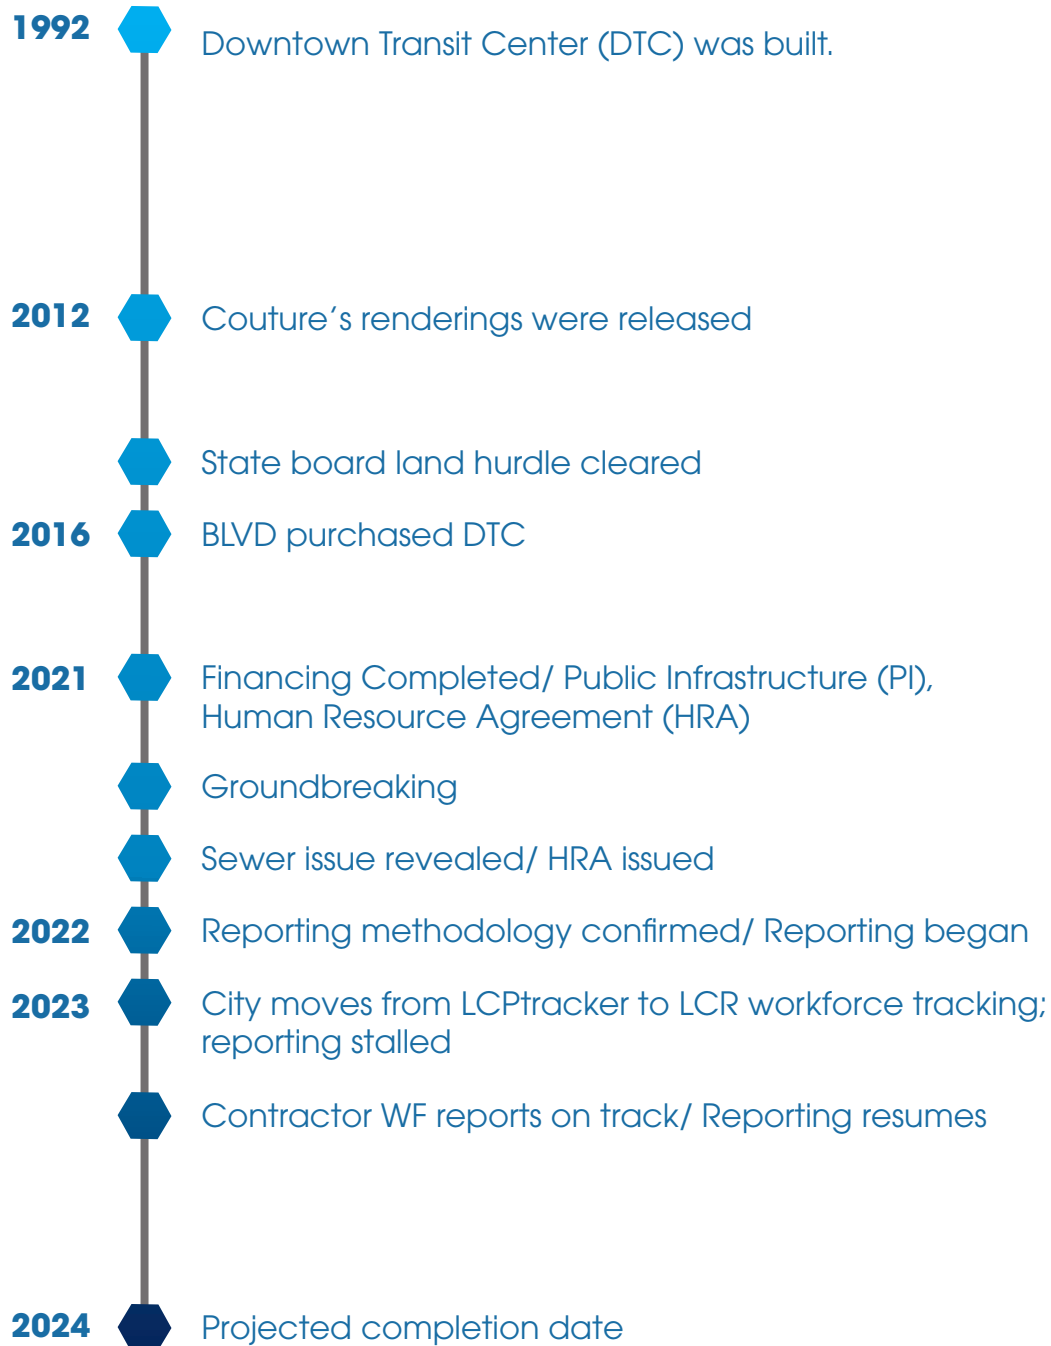 1992
Downtown Transit Center (DTC) was built.
2012
Couture’s renderings were released
State board land hurdle cleared
2016
BLVD purchased DTC
2021
Financing Completed/ Public Infrastructure (PI),
Human Resource Agreement (HRA)
Groundbreaking
Sewer issue revealed/ HRA issued
2022
Reporting methodology confirmed/ Reporting began
2023
City moves from LCPtracker to LCR workforce tracking;
reporting stalled
Contractor WF reports on track/ Reporting resumes
2024
Projected completion date